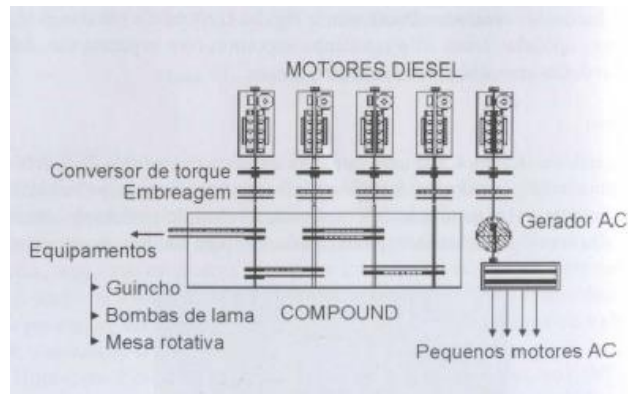 MOTORES DIESEL
Conversor de torque
Embreagem
Gerador AC
Equipamentos
Guincho
Bombas de lama
COMPOUND
Mesa rotativa
Pequenos motores AC